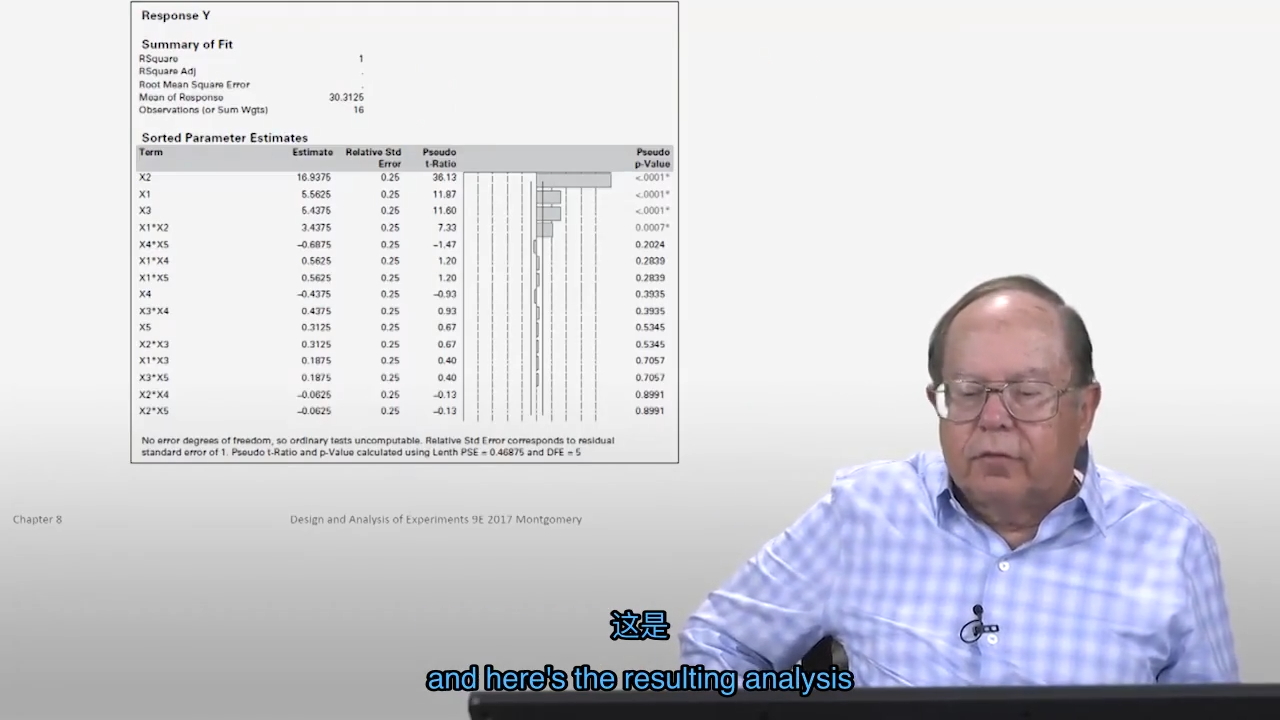 Response Y
Summary of Fit
RSquare 1
RSquare Adj .
Root Mean Square Error .
Mean of Response 30.3125
Observations (or Sum Wgts) 16
Sorted Parameter Estimates
Term Estimate Relative Std Error Pseudo t-Ratio Pseudo p-Value
X2 16.9375 0.25 36.13 <.0001*
X1 5.5625 0.25 11.87 <.0001*
X3 5.4375 0.25 11.60 <.0001*
X1*X2 3.4375 0.25 7.33 0.0007*
X4*X5 –0.6875 0.25 –1.47 0.2024
X1*X4 0.5625 0.25 1.20 0.2839
X1*X5 0.5625 0.25 1.20 0.2839
X4 –0.4375 0.25 –0.93 0.3935
X3*X4 0.4375 0.25 0.93 0.3935
X5 0.3125 0.25 0.67 0.5345
X2*X3 0.3125 0.25 0.67 0.5345
X1*X3 0.1875 0.25 0.40 0.7057
X3*X5 0.1875 0.25 0.40 0.7057
X2*X4 –0.0625 0.25 –0.13 0.8991
X2*X5 –0.0625 0.25 –0.13 0.8991
No error degrees of freedom, so ordinary tests uncomputable. Relative Std Error corresponds to residual
standard error of 1. Pseudo t-Ratio and p-Value calculated using Lenth PSE = 0.46875 and DFE = 5
Chapter 8
Design and Analysis of Experiments 9E 2017 Montgomery
这是
and here's the resulting analysis